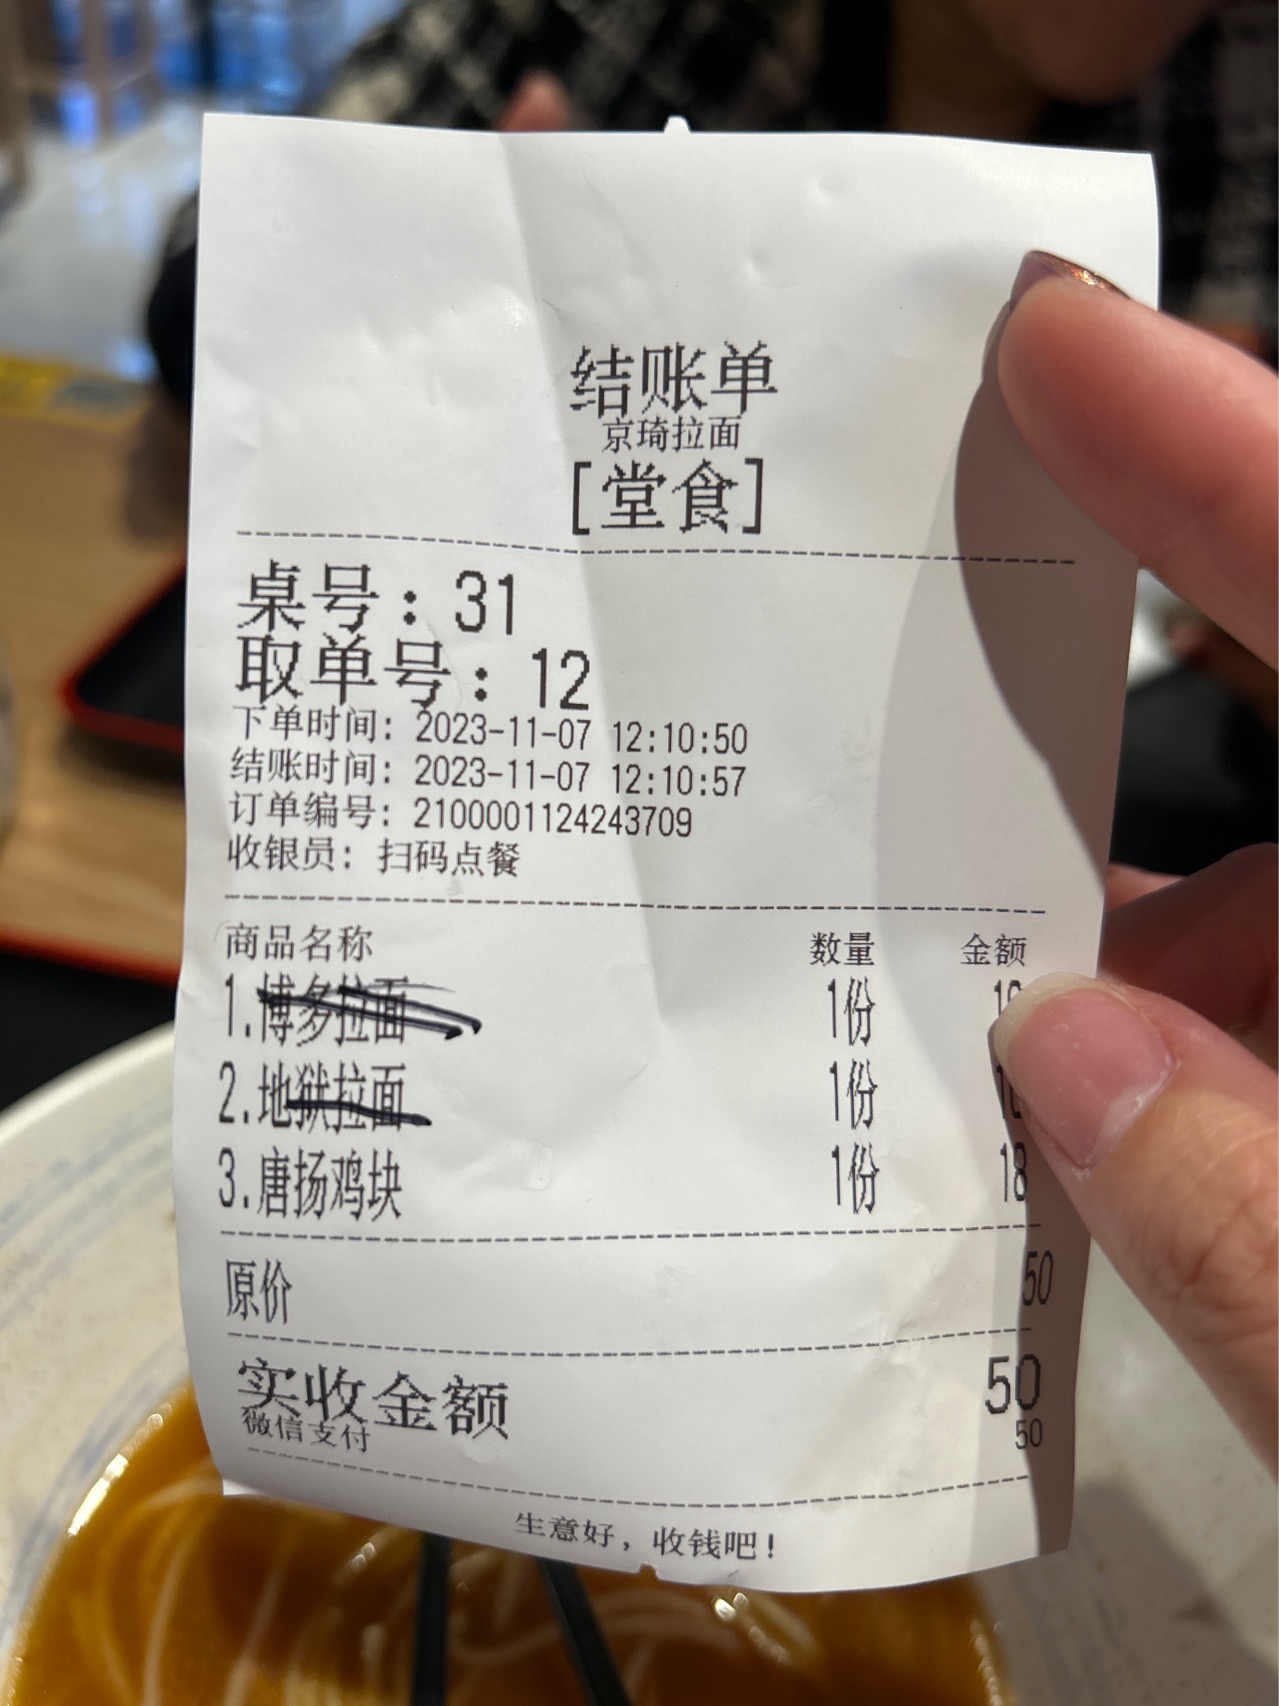 结账单
京琦拉面
[堂食]
桌号：31
取单号：12
下单时间: 2023-11-07 12:10:50
结账时间: 2023-11-07 12:10:57
订单编号: 2100001124243709
收银员: 扫码点餐
商品名称 数量 金额
1.博多拉面 1份
2.地狱拉面 1份
3.唐扬鸡块 1份 18
原价 50
实收金额 50
微信支付 50
生意好，收钱吧！